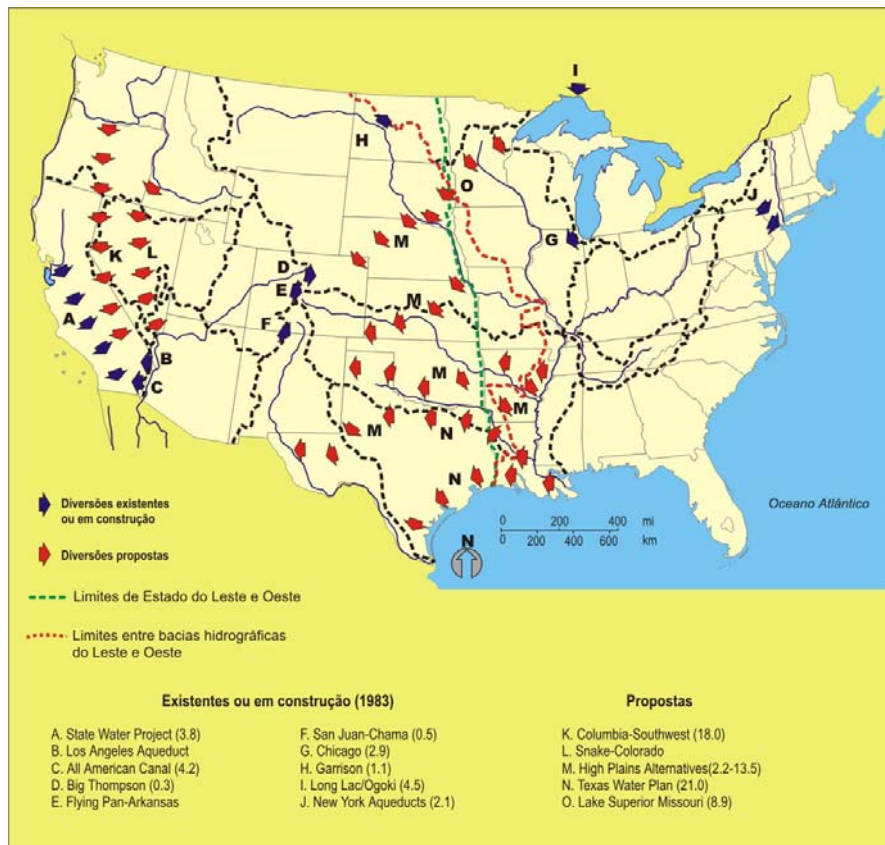 I
H
O
J
G
M
K
L
D
E
M
A
F
B
C
M
M
M
N
N
Oceano Atlântico
0 200 400 mi
0 200 400 600 km
N
Diversões existentes
ou em construção
Diversões propostas
Limites de Estado do Leste e Oeste
Limites entre bacias hidrográficas
do Leste e Oeste
Existentes ou em construção (1983)
A. State Water Project (3.8)
B. Los Angeles Aqueduct
C. All American Canal (4.2)
D. Big Thompson (0.3)
E. Flying Pan-Arkansas
F. San Juan-Chama (0.5)
G. Chicago (2.9)
H. Garrison (1.1)
I. Long Lac/Ogoki (4.5)
J. New York Aqueducts (2.1)
Propostas
K. Columbia-Southwest (18.0)
L. Snake-Colorado
M. High Plains Alternatives(2.2-13.5)
N. Texas Water Plan (21.0)
O. Lake Superior Missouri (8.9)